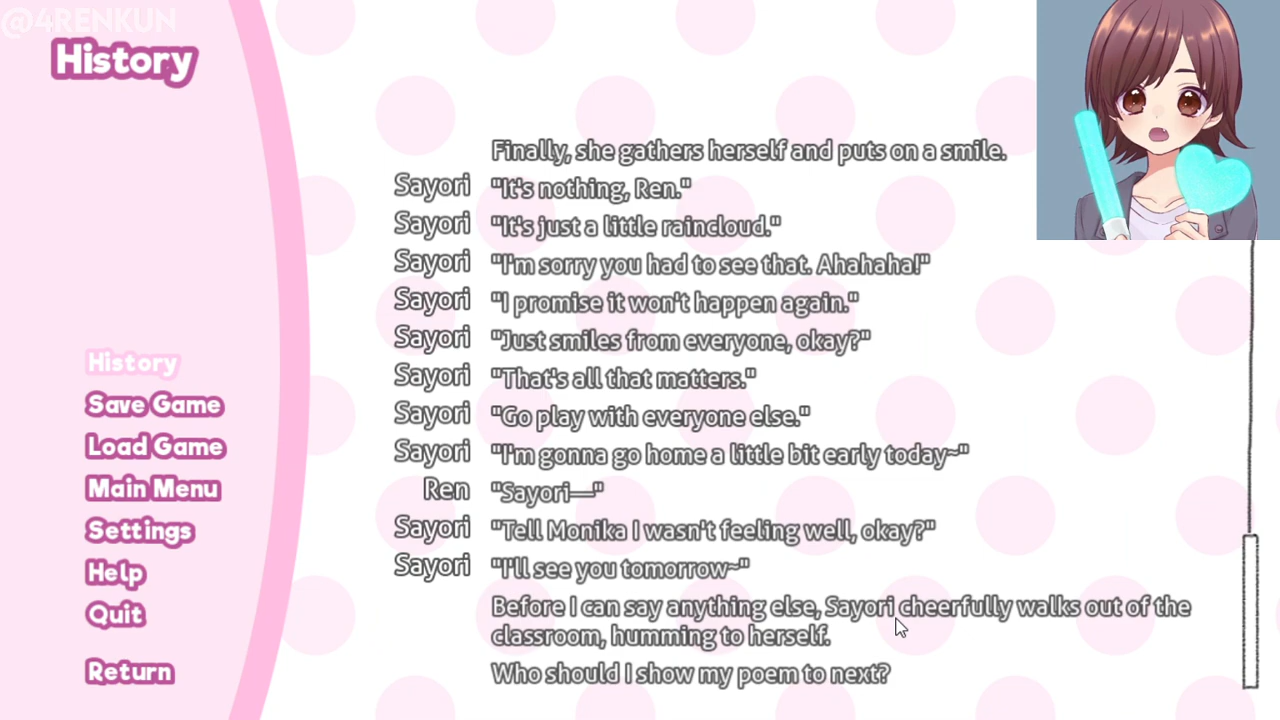 @4RENKUN
History
Finally, she gathers herself and puts on a smile.
Sayori "It's nothing, Ren."
Sayori "It's just a little raincloud."
Sayori "I'm sorry you had to see that. Ahahaha!"
Sayori "I promise it won't happen again."
Sayori "Just smiles from everyone, okay?"
Sayori "That's all that matters."
Sayori "Go play with everyone else."
Sayori "I'm gonna go home a little bit early today~"
Ren "Sayori—"
Sayori "Tell Monika I wasn't feeling well, okay?"
Sayori "I'll see you tomorrow~"
Before I can say anything else, Sayori cheerfully walks out of the
classroom, humming to herself.
Who should I show my poem to next?
History
Save Game
Load Game
Main Menu
Settings
Help
Quit
Return